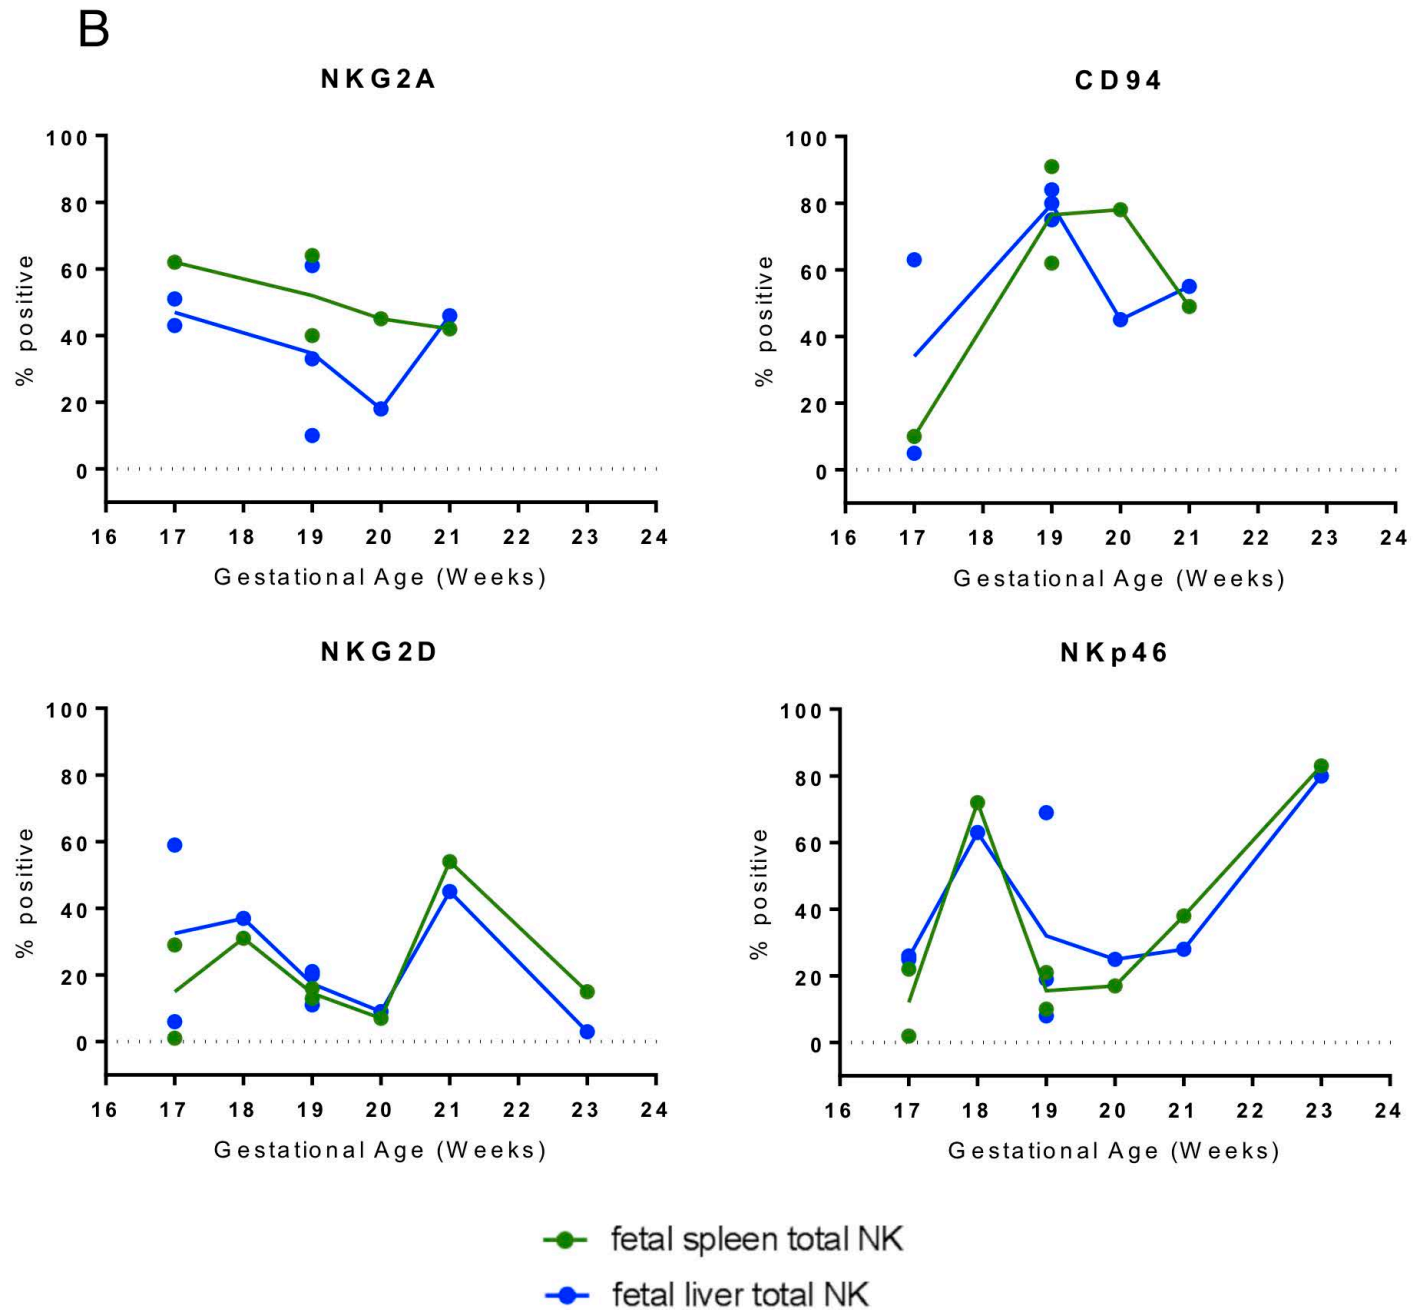 B
NKG2A
CD94
100
80
60
40
20
0
% positive
16 17 18 19 20 21 22 23 24
Gestational Age (Weeks)
100
80
60
40
20
0
% positive
16 17 18 19 20 21 22 23 24
Gestational Age (Weeks)
NKG2D
NKp46
100
80
60
40
20
0
% positive
16 17 18 19 20 21 22 23 24
Gestational Age (Weeks)
100
80
60
40
20
0
% positive
16 17 18 19 20 21 22 23 24
Gestational Age (Weeks)
fetal spleen total NK
fetal liver total NK